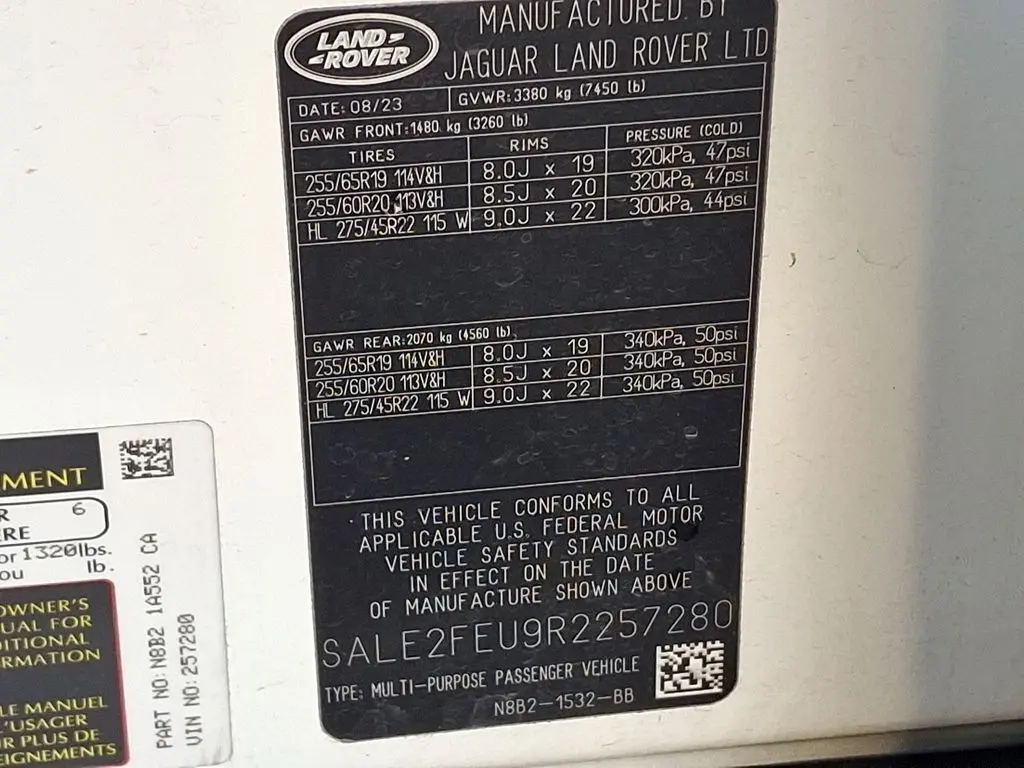 LAND-
-ROVER
MANUFACTURED BY
JAGUAR LAND ROVER LTD
DATE: 08/23
GVWR:3380 kg (7450 lb)
GAWR FRONT:1480 kg (3260 lb)
TIRES RIMS PRESSURE (COLD)
255/65R19 114V&H 8.0J x 19 320kPa, 47psi
255/60R20 113V&H 8.5J x 20 320kPa, 47psi
HL 275/45R22 115 W 9.0J x 22 300kPa, 44psi
GAWR REAR:2070 kg (4560 lb)
255/65R19 114V&H 8.0J x 19 340kPa, 50psi
255/60R20 113V&H 8.5J x 20 340kPa, 50psi
HL 275/45R22 115 W 9.0J x 22 340kPa, 50psi
THIS VEHICLE CONFORMS TO ALL
APPLICABLE U.S. FEDERAL MOTOR
VEHICLE SAFETY STANDARDS
IN EFFECT ON THE DATE
OF MANUFACTURE SHOWN ABOVE
SALE2FEU9R2257280
TYPE: MULTI-PURPOSE PASSENGER VEHICLE
N8B2-1532-BB
MENT
R 6
ERE
or 1320lbs.
ou lb.
OWNER'S
UAL FOR
DITIONAL
RMATION
LE MANUEL
L'USAGER
UR PLUS DE
EIGNEMENTS
PART NO: N8B2 1A552 CA
VIN NO: 257280